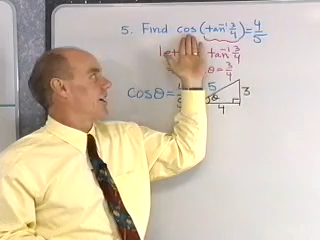 5. Find cos(tan⁻¹ 3/4) = 4/5
Let tan⁻¹ 3/4
θ = 3/4
cosθ = 5 3
θ 4